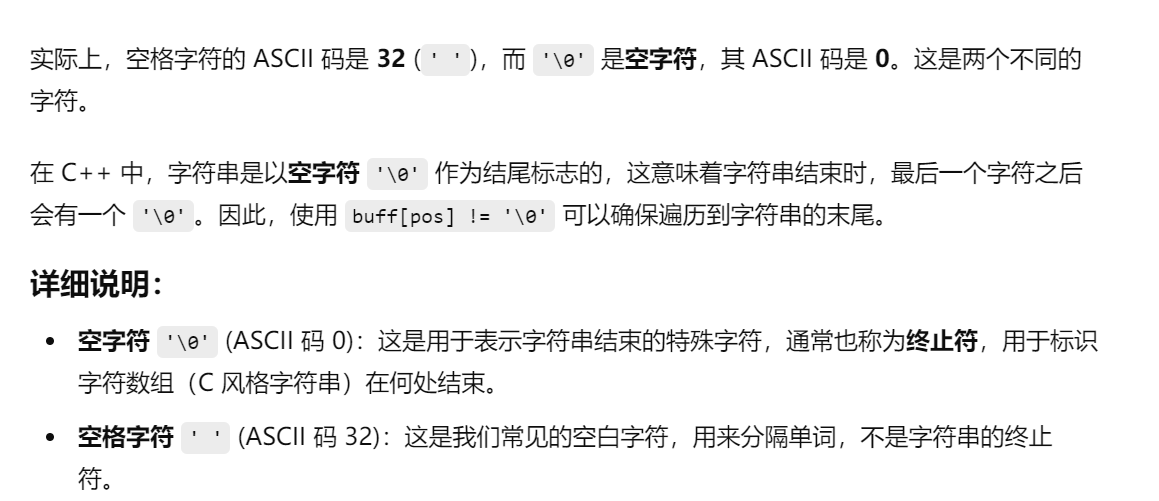 实际上，空格字符的 ASCII 码是 32 (' ')，而 '\0' 是空字符，其 ASCII 码是 0。这是两个不同的
字符。
在 C++ 中，字符串是以空字符 '\0' 作为结尾标志的，这意味着字符串结束时，最后一个字符之后
会有一个 '\0'。因此，使用 buff[pos] != '\0' 可以确保遍历到字符串的末尾。
详细说明：
• 空字符 '\0' (ASCII 码 0)：这是用于表示字符串结束的特殊字符，通常也称为终止符，用于标识
字符数组（C 风格字符串）在何处结束。
• 空格字符 ' ' (ASCII 码 32)：这是我们常见的空白字符，用来分隔单词，不是字符串的终止
符。